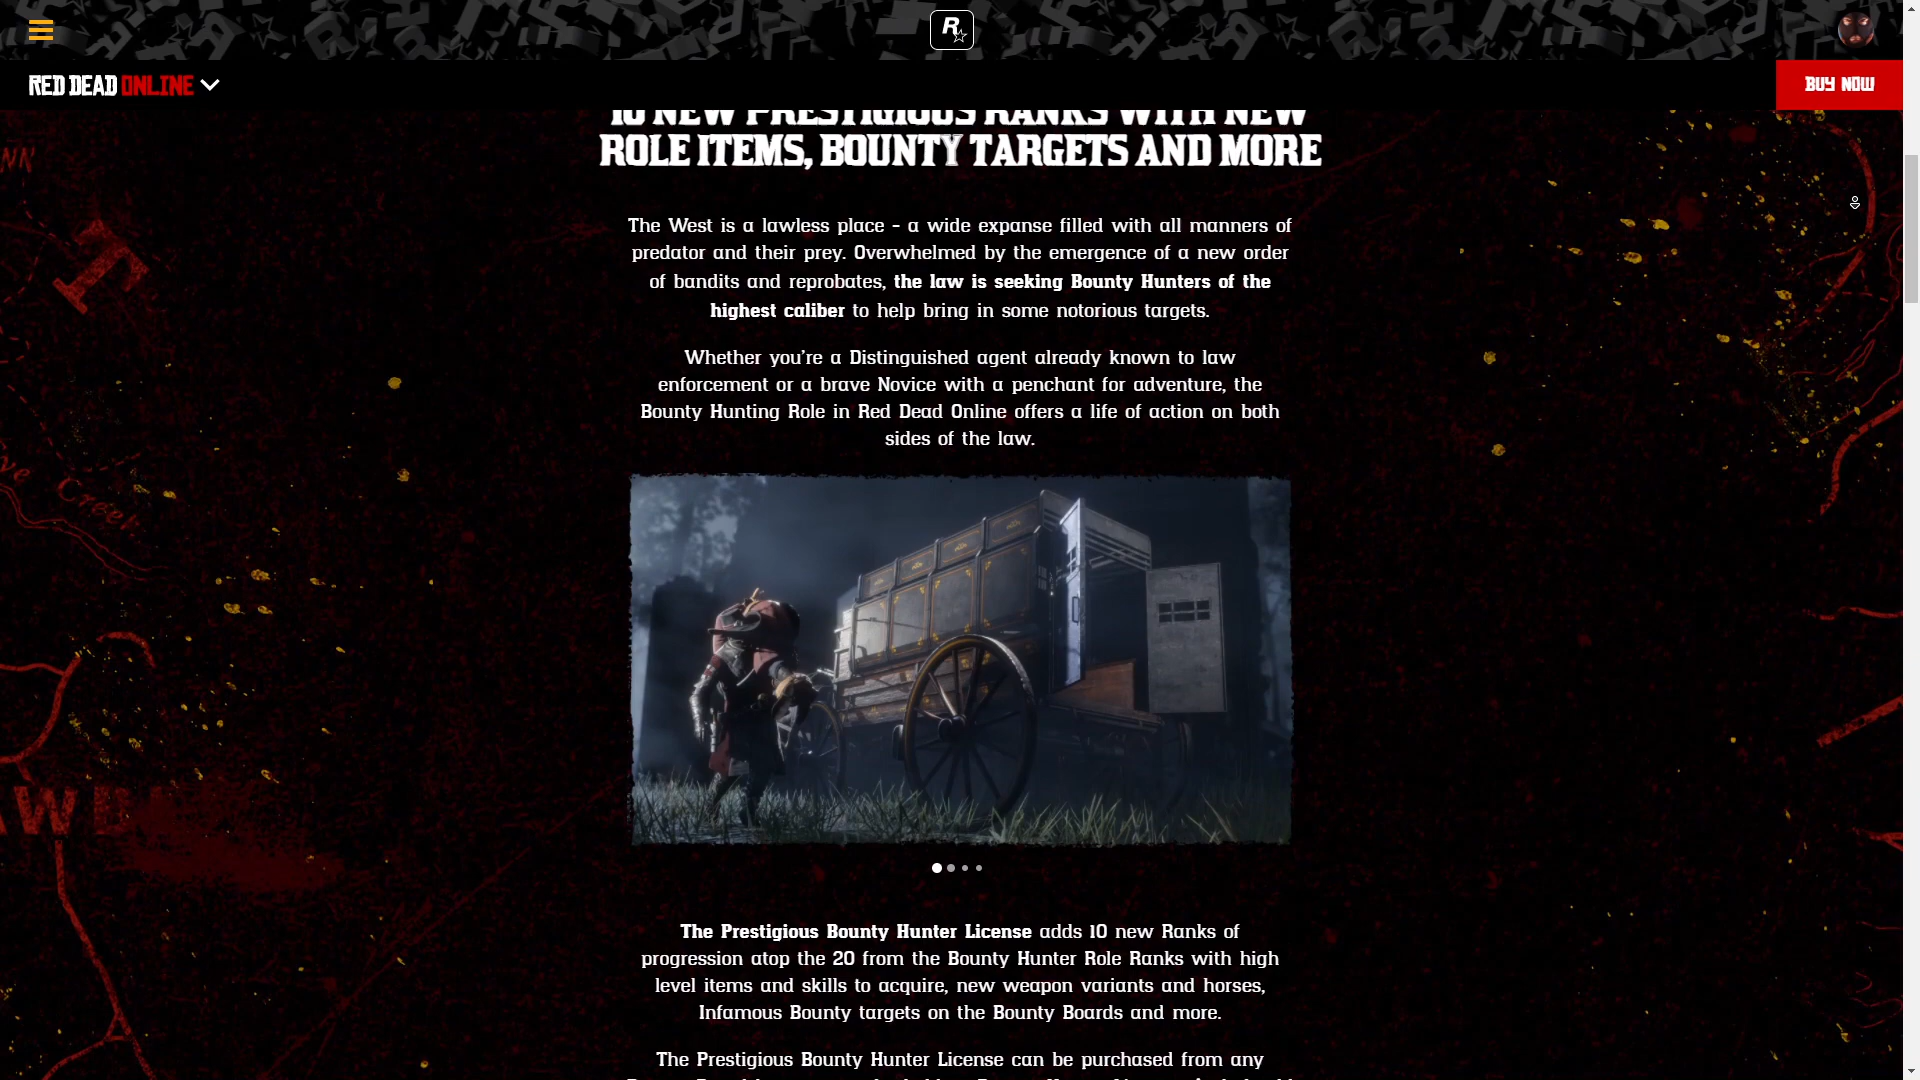 RED DEAD ONLINE
BUY NOW
10 NEW PRESTIGIOUS RANKS WITH NEW
ROLE ITEMS, BOUNTY TARGETS AND MORE
The West is a lawless place - a wide expanse filled with all manners of
predator and their prey. Overwhelmed by the emergence of a new order
of bandits and reprobates, the law is seeking Bounty Hunters of the
highest caliber to help bring in some notorious targets.
Whether you’re a Distinguished agent already known to law
enforcement or a brave Novice with a penchant for adventure, the
Bounty Hunting Role in Red Dead Online offers a life of action on both
sides of the law.
The Prestigious Bounty Hunter License adds 10 new Ranks of
progression atop the 20 from the Bounty Hunter Role Ranks with high
level items and skills to acquire, new weapon variants and horses,
Infamous Bounty targets on the Bounty Boards and more.
The Prestigious Bounty Hunter License can be purchased from any